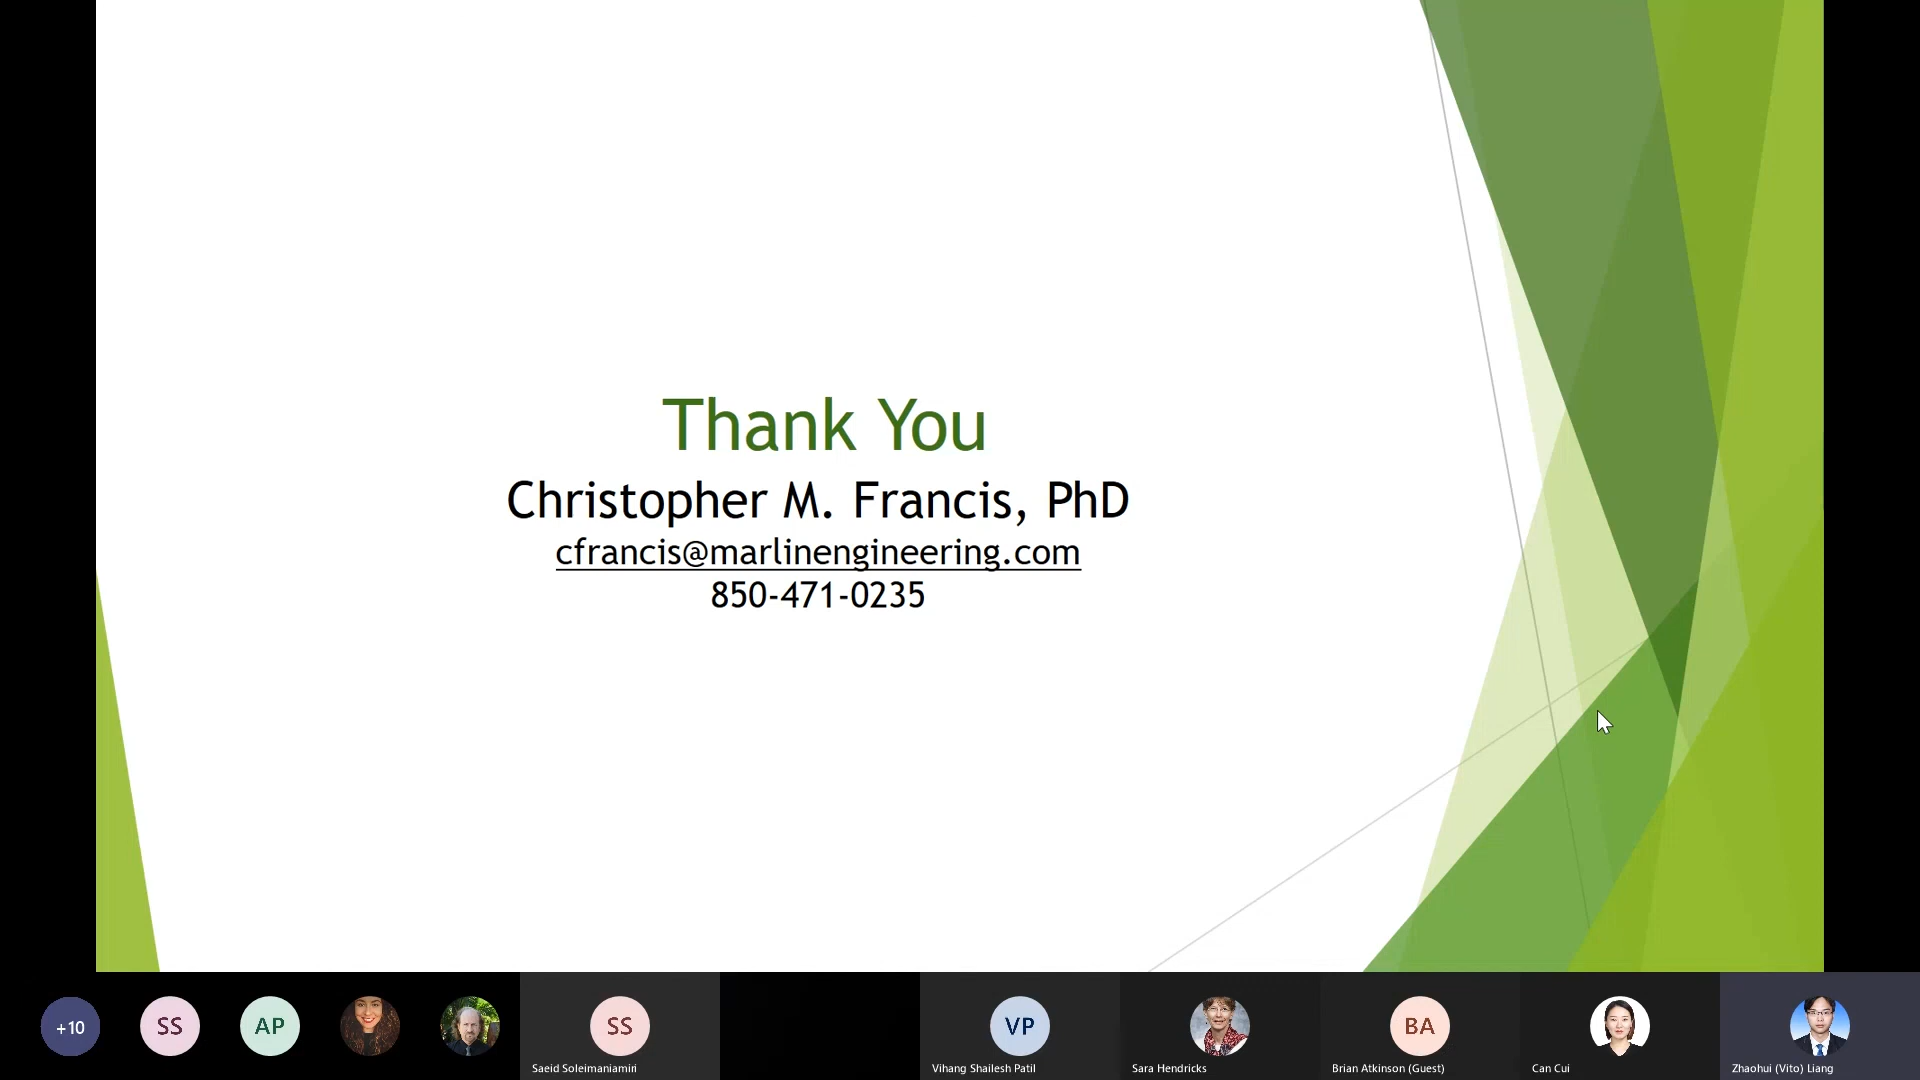 Thank You
Christopher M. Francis, PhD
cfrancis@marlinengineering.com
850-471-0235
+10
SS
AP
SS
VP
BA
Saeid Soleimaniamiri
Vihang Shailesh Patil
Sara Hendricks
Brian Atkinson (Guest)
Can Cui
Zhaohui (Vito) Liang